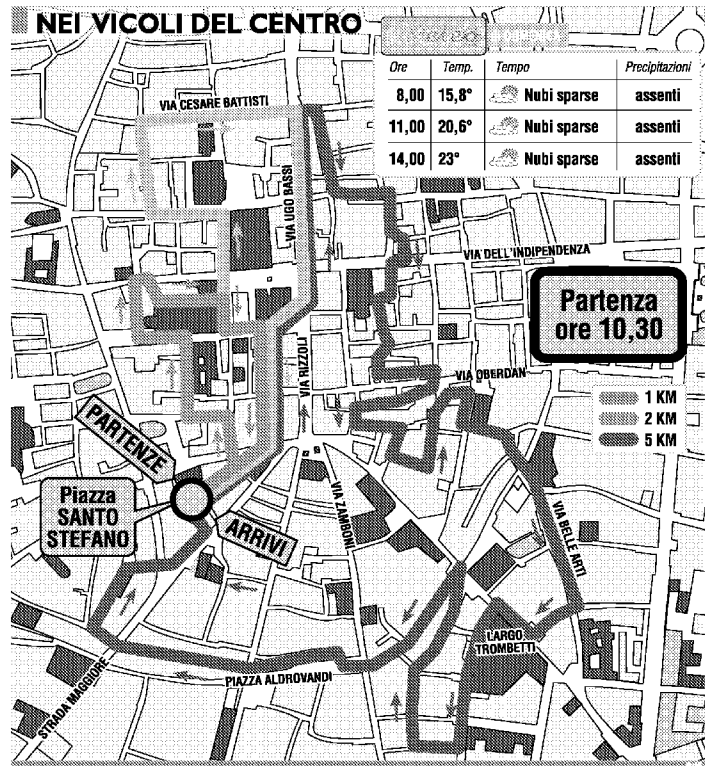 NEI VICOLI DEL CENTRO
Meteo
Ore Temp. Tempo Precipitazioni
8,00 15,8° Nubi sparse assenti
11,00 20,6° Nubi sparse assenti
14,00 23° Nubi sparse assenti
VIA CESARE BATTISTI
VIA UGO BASSI
VIA DELL'INDIPENDENZA
Partenza
ore 10,30
VIA RIZZOLI
VIA OBERDAN
1 KM
2 KM
5 KM
PARTENZE
Piazza
SANTO
STEFANO
ARRIVI
VIA ZAMBONI
VIA BELLE ARTI
LARGO
TROMBETTI
PIAZZA ALDROVANDI
STRADA MAGGIORE